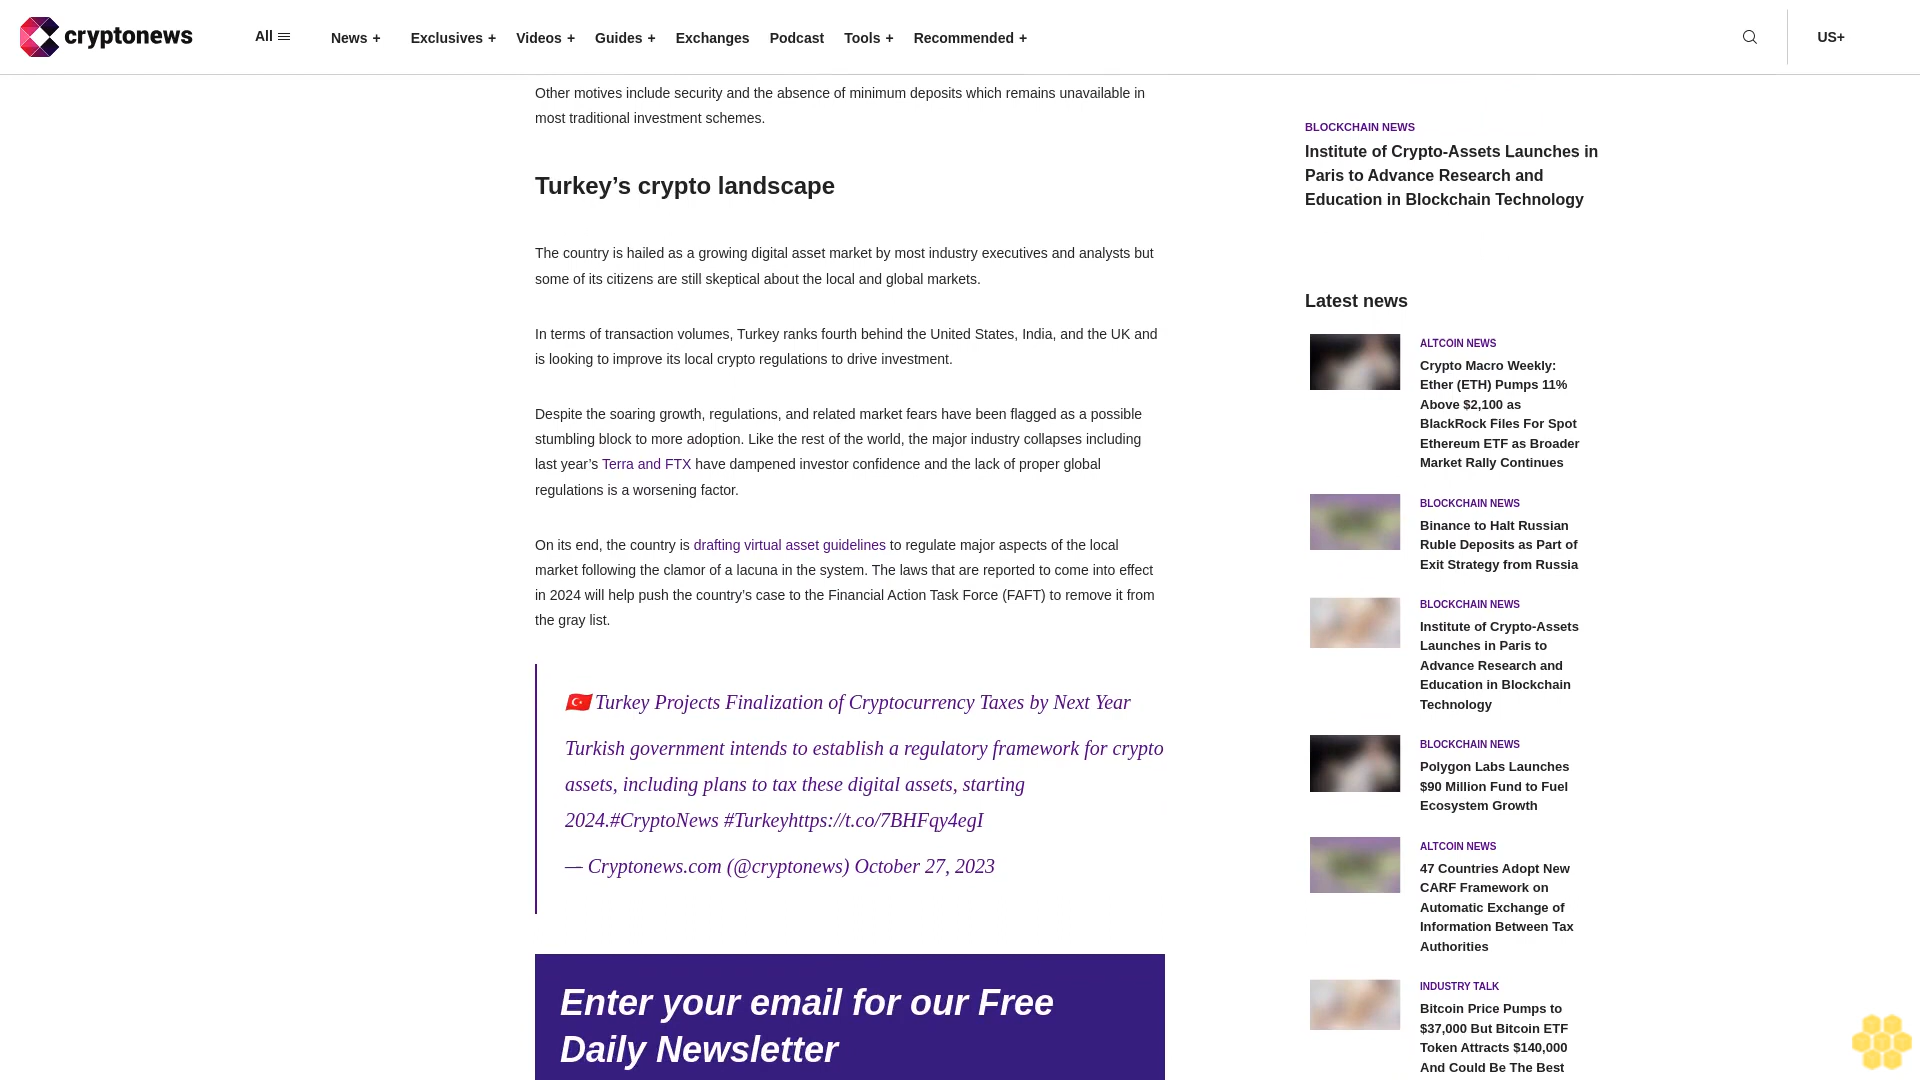 cryptonews
All
News +
Exclusives +
Videos +
Guides +
Exchanges
Podcast
Tools +
Recommended +
US+
Other motives include security and the absence of minimum deposits which remains unavailable in
most traditional investment schemes.
Turkey’s crypto landscape
The country is hailed as a growing digital asset market by most industry executives and analysts but
some of its citizens are still skeptical about the local and global markets.
In terms of transaction volumes, Turkey ranks fourth behind the United States, India, and the UK and
is looking to improve its local crypto regulations to drive investment.
Despite the soaring growth, regulations, and related market fears have been flagged as a possible
stumbling block to more adoption. Like the rest of the world, the major industry collapses including
last year’s Terra and FTX have dampened investor confidence and the lack of proper global
regulations is a worsening factor.
On its end, the country is drafting virtual asset guidelines to regulate major aspects of the local
market following the clamor of a lacuna in the system. The laws that are reported to come into effect
in 2024 will help push the country’s case to the Financial Action Task Force (FAFT) to remove it from
the gray list.
🇹🇷 Turkey Projects Finalization of Cryptocurrency Taxes by Next Year
Turkish government intends to establish a regulatory framework for crypto
assets, including plans to tax these digital assets, starting
2024.#CryptoNews #Turkeyhttps://t.co/7BHFqy4egI
— Cryptonews.com (@cryptonews) October 27, 2023
Enter your email for our Free
Daily Newsletter
BLOCKCHAIN NEWS
Institute of Crypto-Assets Launches in
Paris to Advance Research and
Education in Blockchain Technology
Latest news
ALTCOIN NEWS
Crypto Macro Weekly:
Ether (ETH) Pumps 11%
Above $2,100 as
BlackRock Files For Spot
Ethereum ETF as Broader
Market Rally Continues
BLOCKCHAIN NEWS
Binance to Halt Russian
Ruble Deposits as Part of
Exit Strategy from Russia
BLOCKCHAIN NEWS
Institute of Crypto-Assets
Launches in Paris to
Advance Research and
Education in Blockchain
Technology
BLOCKCHAIN NEWS
Polygon Labs Launches
$90 Million Fund to Fuel
Ecosystem Growth
ALTCOIN NEWS
47 Countries Adopt New
CARF Framework on
Automatic Exchange of
Information Between Tax
Authorities
INDUSTRY TALK
Bitcoin Price Pumps to
$37,000 But Bitcoin ETF
Token Attracts $140,000
And Could Be The Best